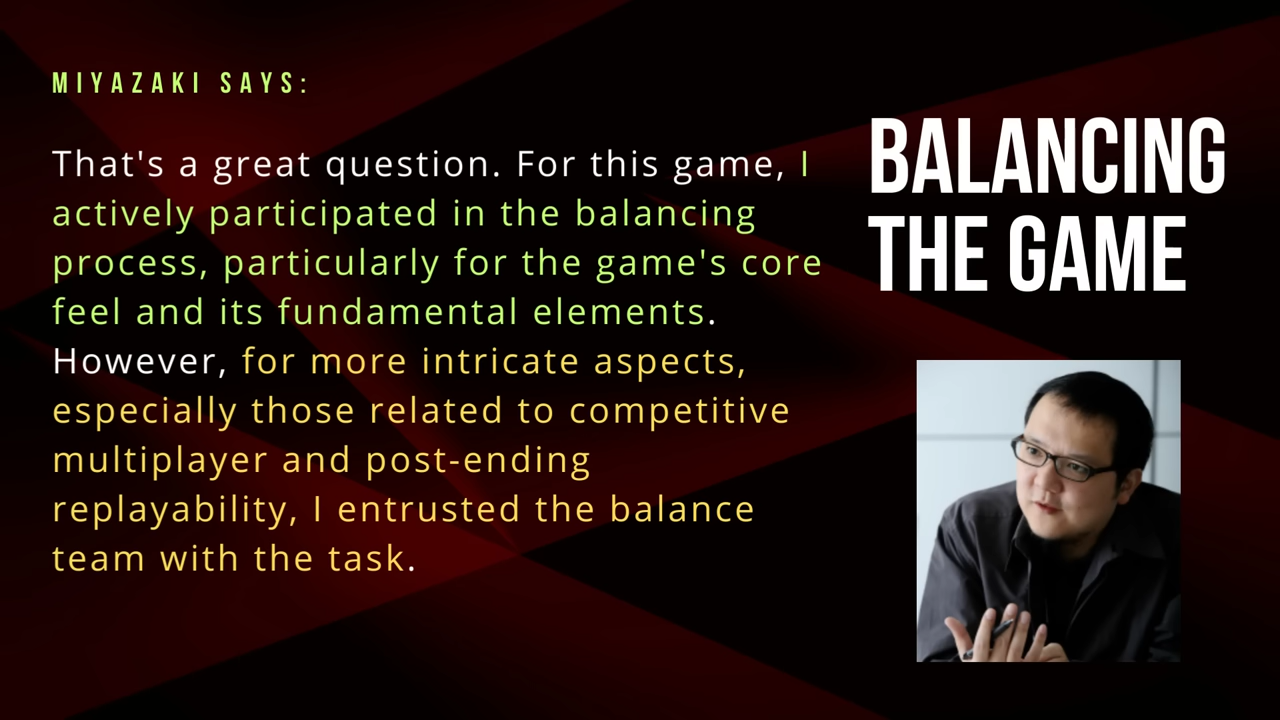 MIYAZAKI SAYS:
That's a great question. For this game, I
actively participated in the balancing
process, particularly for the game's core
feel and its fundamental elements.
However, for more intricate aspects,
especially those related to competitive
multiplayer and post-ending
replayability, I entrusted the balance
team with the task.
BALANCING
THE GAME